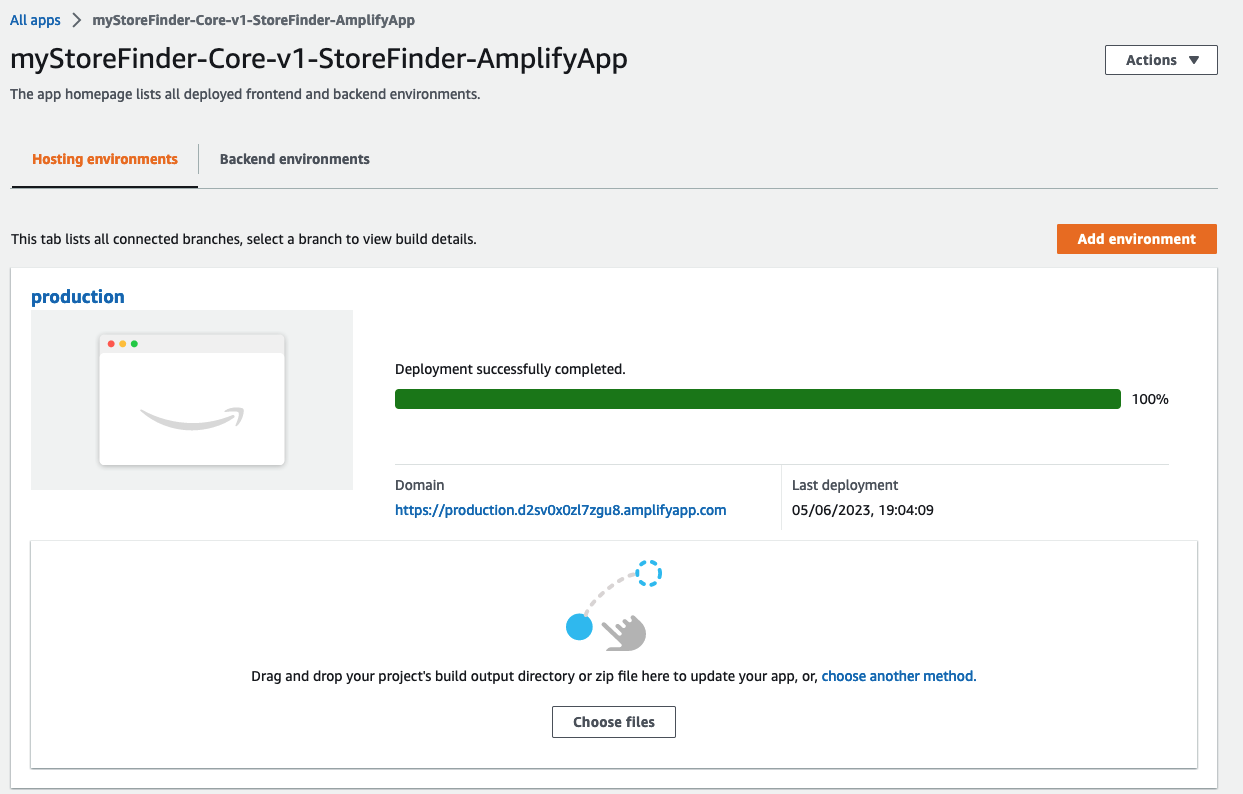 All apps > myStoreFinder-Core-v1-StoreFinder-AmplifyApp
myStoreFinder-Core-v1-StoreFinder-AmplifyApp
Actions ▼
The app homepage lists all deployed frontend and backend environments.
Hosting environments
Backend environments
This tab lists all connected branches, select a branch to view build details.
Add environment
production
Deployment successfully completed.
100%
Domain
https://production.d2sv0x0zl7zgu8.amplifyapp.com
Last deployment
05/06/2023, 19:04:09
Drag and drop your project's build output directory or zip file here to update your app, or, choose another method.
Choose files